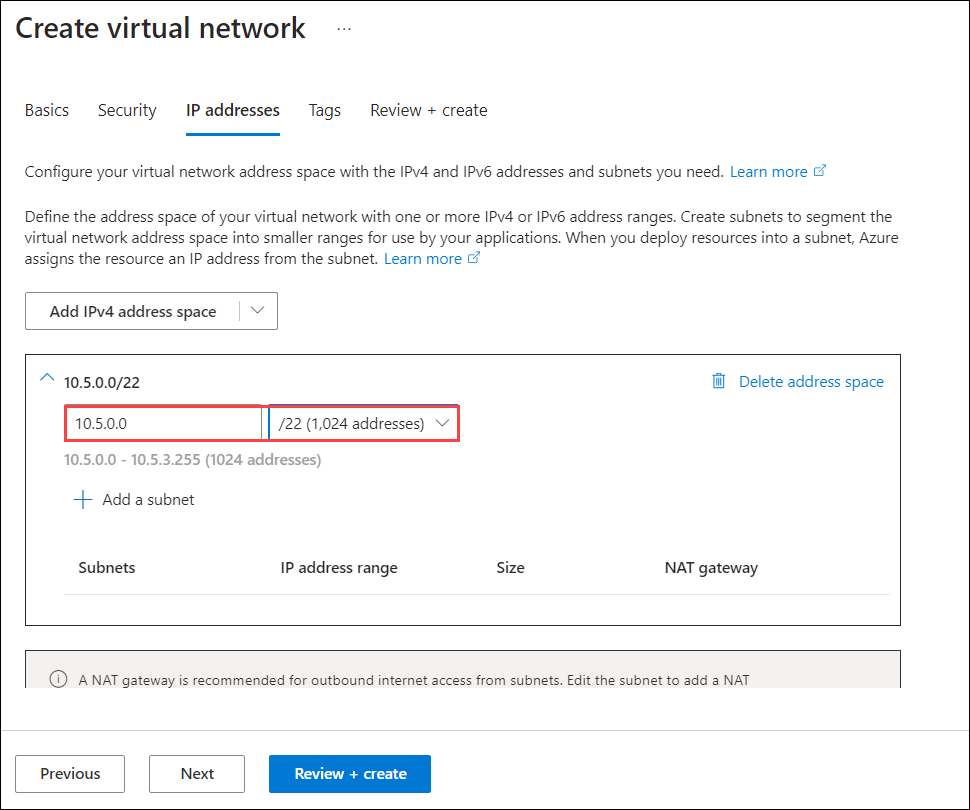 Create virtual network ...
Basics Security IP addresses Tags Review + create
Configure your virtual network address space with the IPv4 and IPv6 addresses and subnets you need. Learn more
Define the address space of your virtual network with one or more IPv4 or IPv6 address ranges. Create subnets to segment the
virtual network address space into smaller ranges for use by your applications. When you deploy resources into a subnet, Azure
assigns the resource an IP address from the subnet. Learn more
Add IPv4 address space
10.5.0.0/22 Delete address space
10.5.0.0 /22 (1,024 addresses)
10.5.0.0 - 10.5.3.255 (1024 addresses)
Add a subnet
Subnets IP address range Size NAT gateway
A NAT gateway is recommended for outbound internet access from subnets. Edit the subnet to add a NAT
Previous Next Review + create